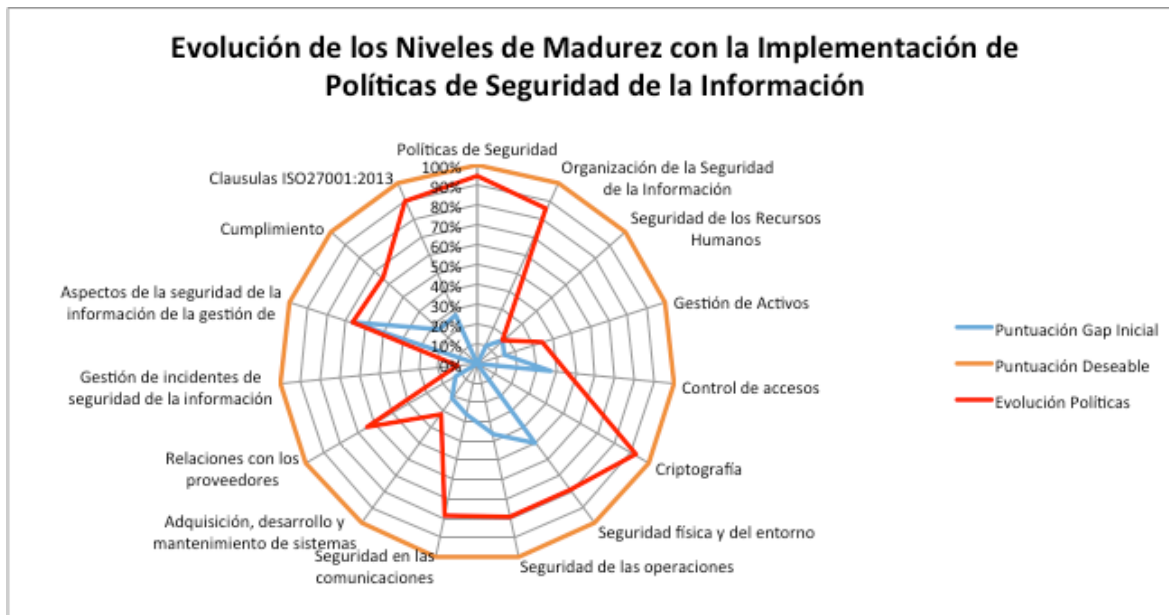 Evolución de los Niveles de Madurez con la Implementación de
Políticas de Seguridad de la Información
Políticas de Seguridad
100%
90%
80%
70%
60%
50%
40%
30%
20%
10%
0%
Organización de la Seguridad
de la Información
Seguridad de los Recursos
Humanos
Gestión de Activos
Control de accesos
Criptografía
Seguridad física y del entorno
Seguridad de las operaciones
Seguridad en las
comunicaciones
Adquisición, desarrollo y
mantenimiento de sistemas
Relaciones con los
proveedores
Gestión de incidentes de
seguridad de la información
Aspectos de la seguridad de la
información de la gestión de
Cumplimiento
Clausulas ISO27001:2013
Puntuación Gap Inicial
Puntuación Deseable
Evolución Políticas